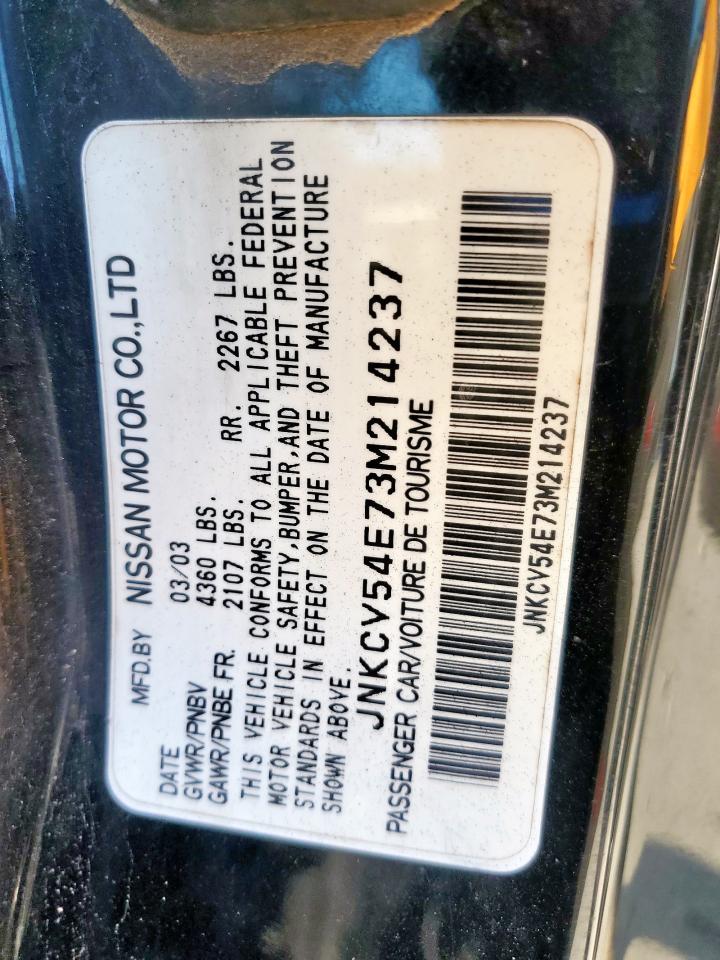 MFD.BY NISSAN MOTOR CO.,LTD
DATE 03/03
GVWR/PNBV 4360 LBS.
GAWR/PNBE FR. 2107 LBS. RR. 2267 LBS.
THIS VEHICLE CONFORMS TO ALL APPLICABLE FEDERAL
MOTOR VEHICLE SAFETY,BUMPER,AND THEFT PREVENTION
STANDARDS IN EFFECT ON THE DATE OF MANUFACTURE
SHOWN ABOVE.
JNKCV54E73M214237
PASSENGER CAR/VOITURE DE TOURISME
JNKCV54E73M214237